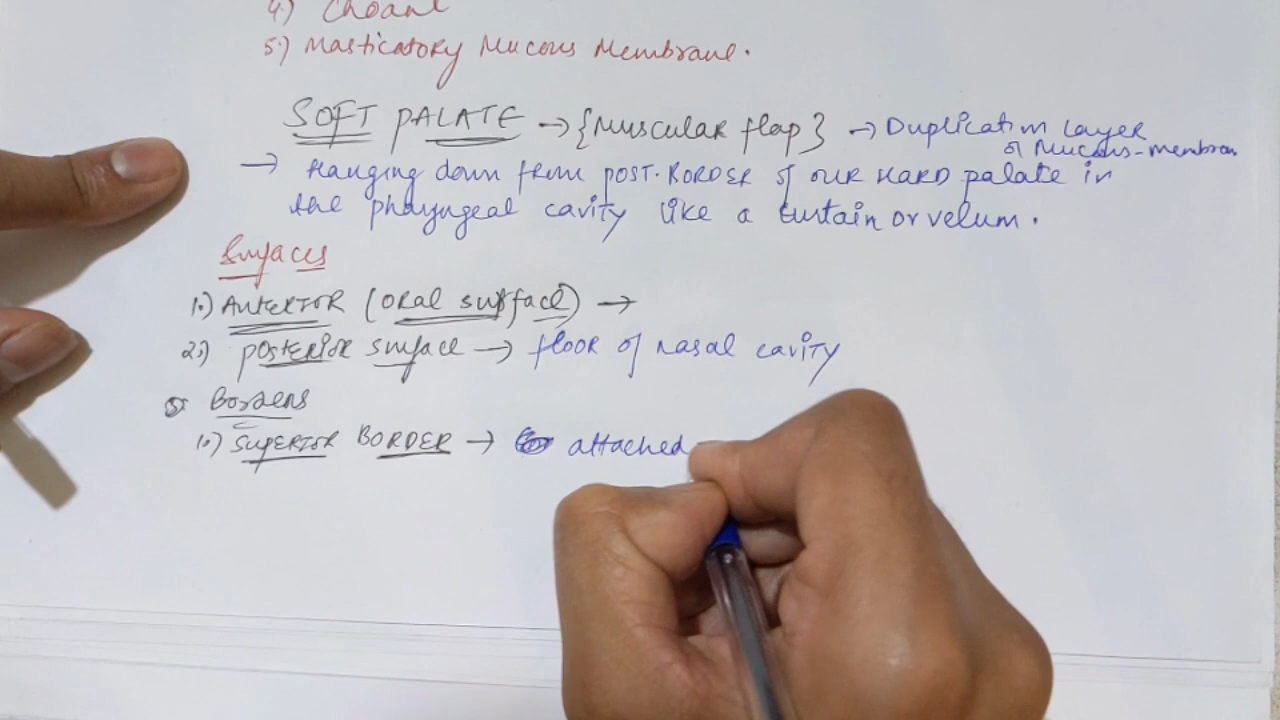 4.) Choanae
5.) Masticatory Mucous Membrane.
SOFT PALATE → {Muscular flap} → Duplication Layer
of Mucous-membran
→ Hanging down from POST. BORDER of OUR HARD palate in
the pharyngeal cavity like a curtain or velum.
Surfaces
1.) ANTERIOR (Oral surface) →
2.) POSTERIOR surface → floor of nasal cavity
Borders
1.) SUPERIOR BORDER → attached